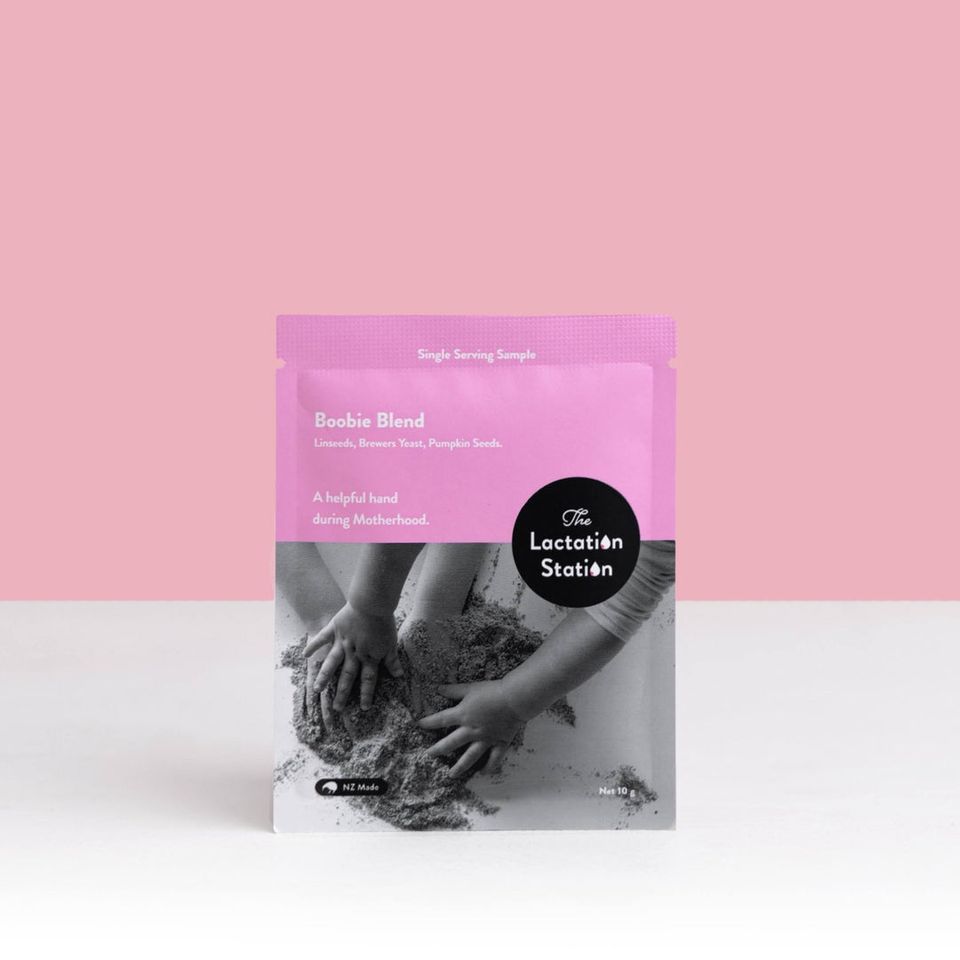 Single Serving Sample
Boobie Blend
Linseeds, Brewers Yeast, Pumpkin Seeds.
A helpful hand
during Motherhood.
The
Lactation
Station
NZ Made
Net 10 g